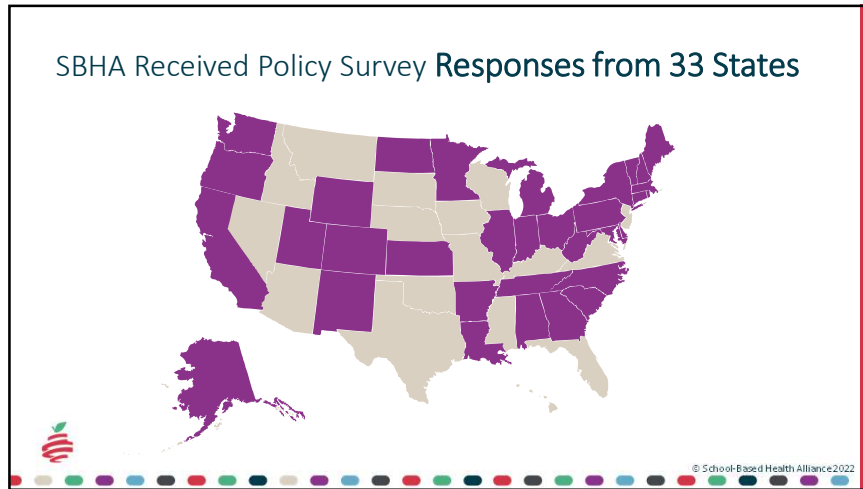 SBHA Received Policy Survey Responses from 33 States
© School-Based Health Alliance 2022